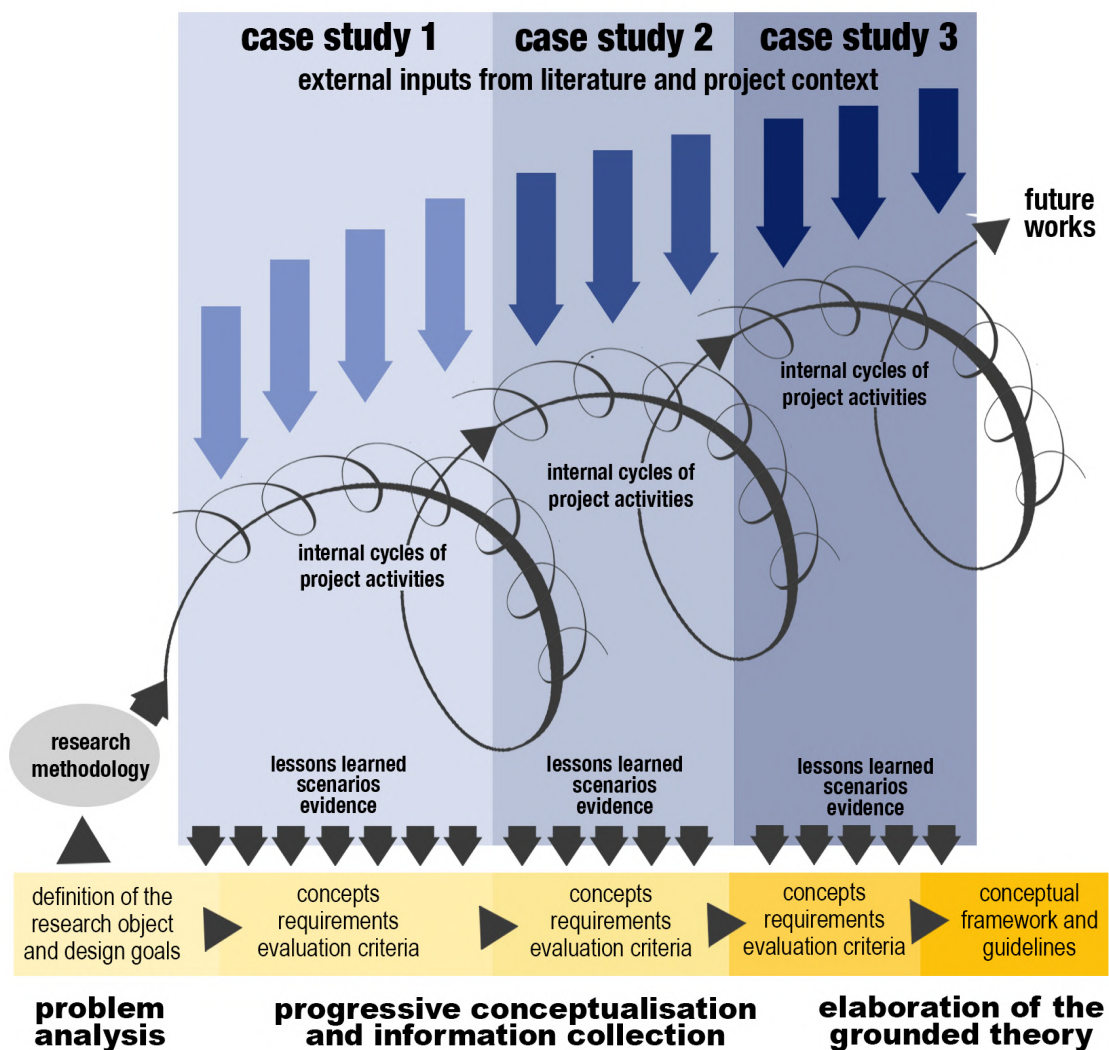 case study 1
case study 2
case study 3
external inputs from literature and project context
future
works
internal cycles of
project activities
internal cycles of
project activities
internal cycles of
project activities
research
methodology
lessons learned
scenarios
evidence
lessons learned
scenarios
evidence
lessons learned
scenarios
evidence
definition of the
research object
and design goals
concepts
requirements
evaluation criteria
concepts
requirements
evaluation criteria
concepts
requirements
evaluation criteria
conceptual
framework and
guidelines
problem
analysis
progressive conceptualisation
and information collection
elaboration of the
grounded theory